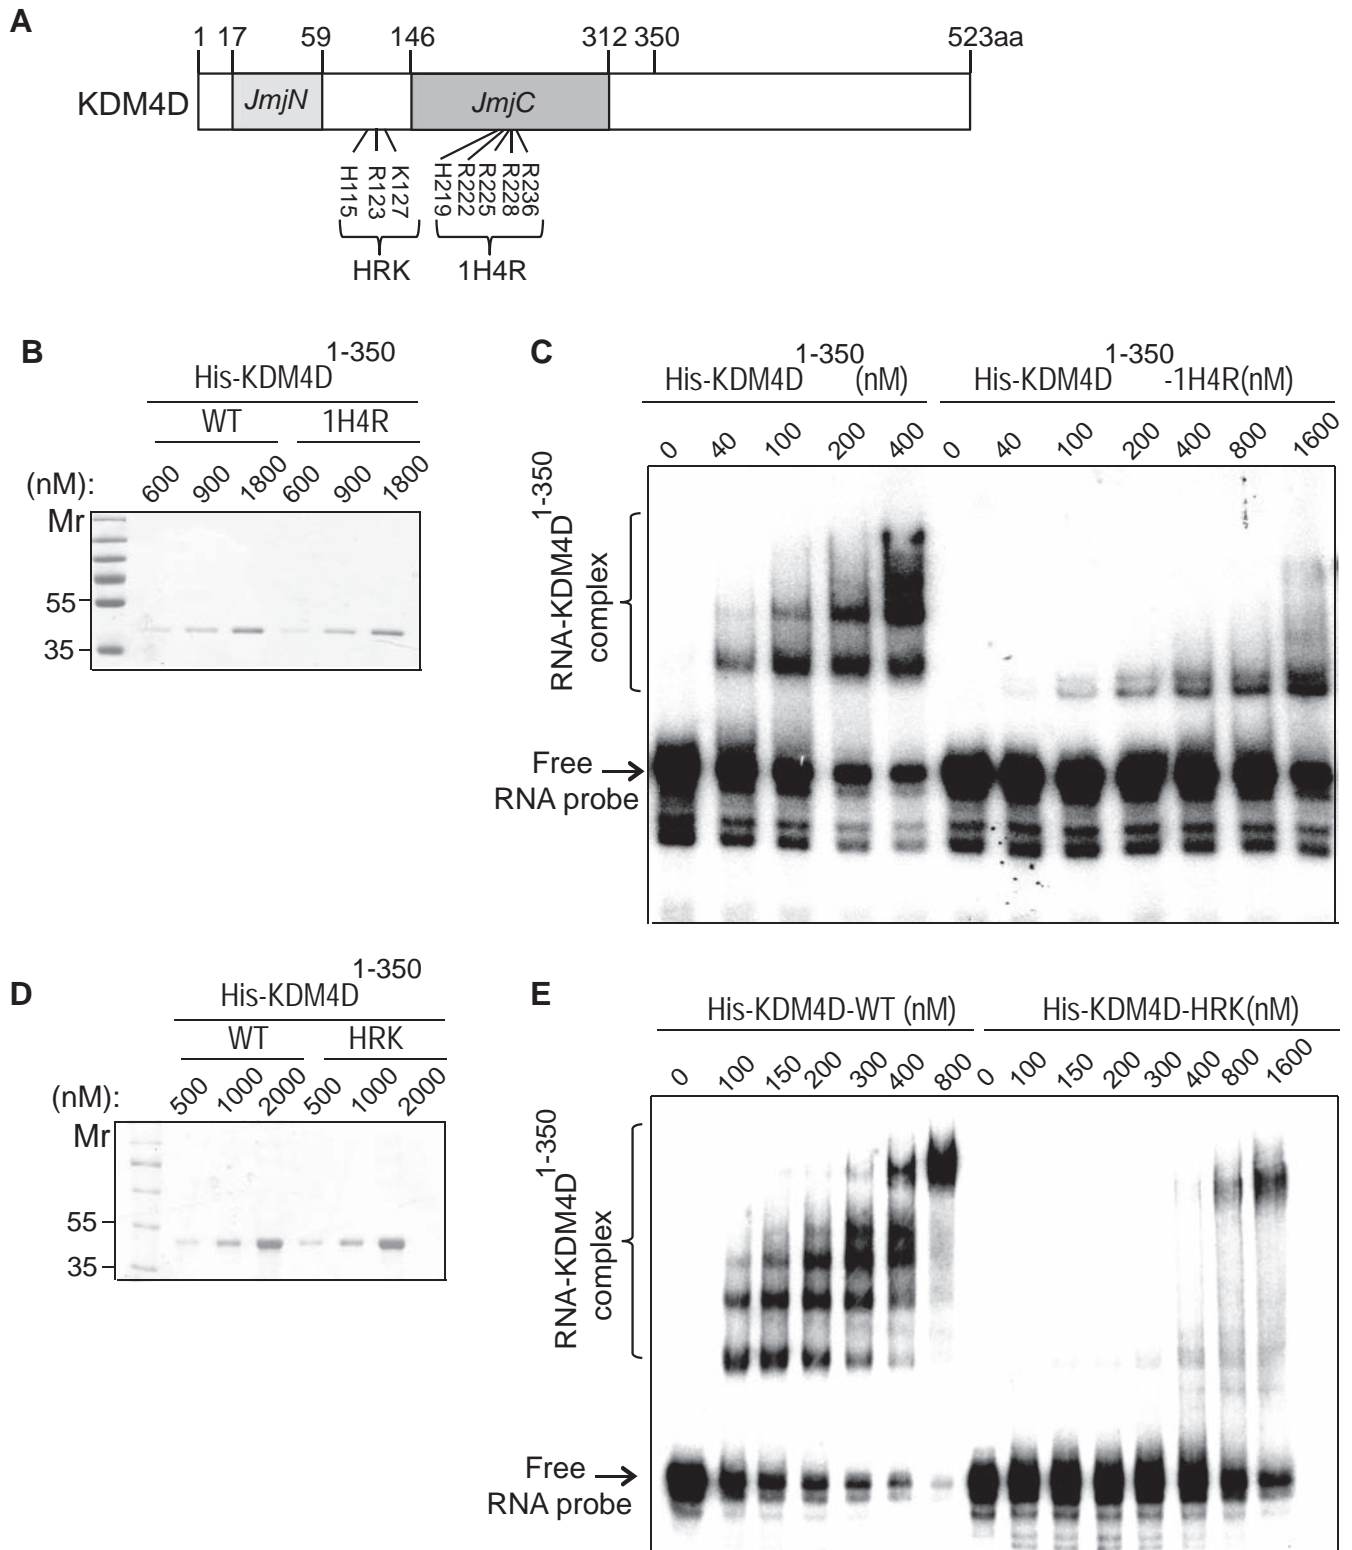 A
1 17 59 146 312 350 523aa
KDM4D
JmjN
JmjC
H115
R123
K127
H219
R222
R225
R228
R236
HRK
1H4R
B
His-KDM4D1-350
WT 1H4R
(nM): 600 900 1800 600 900 1800
Mr
55
35
C
His-KDM4D1-350 (nM)
His-KDM4D1-350-1H4R(nM)
0 40 100 200 400 0 40 100 200 400 800 1600
RNA-KDM4D1-350
complex
Free
RNA probe
D
His-KDM4D1-350
WT HRK
(nM): 500 1000 2000 500 1000 2000
Mr
55
35
E
His-KDM4D-WT (nM)
His-KDM4D-HRK(nM)
0 100 150 200 300 400 800 0 100 150 200 300 400 800 1600
RNA-KDM4D1-350
complex
Free
RNA probe